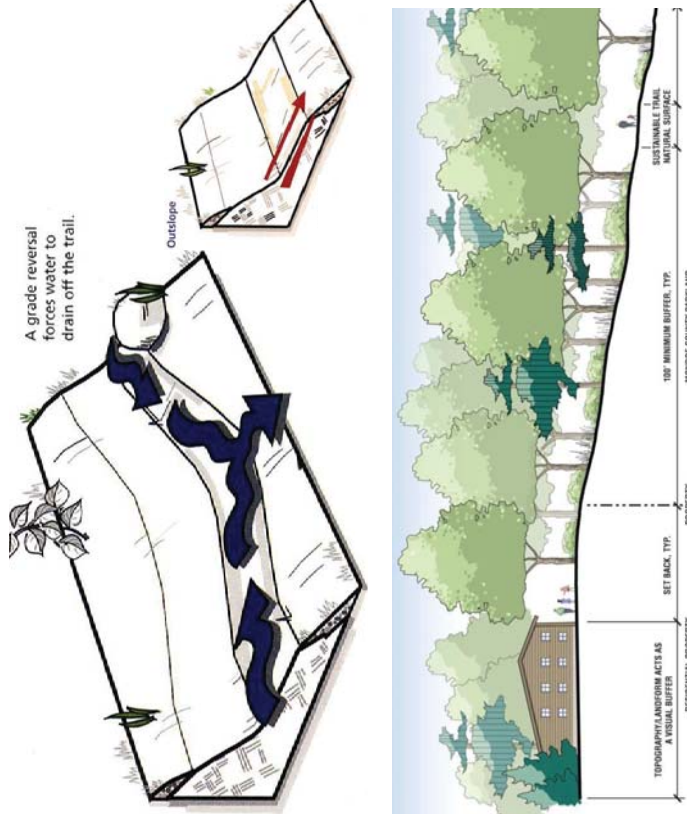 A grade reversal
forces water to
drain off the trail.
Outslope
TOPOGRAPHY/LANDFORM ACTS AS
A VISUAL BUFFER
SET BACK, TYP.
100' MINIMUM BUFFER, TYP.
SUSTAINABLE TRAIL
NATURAL SURFACE